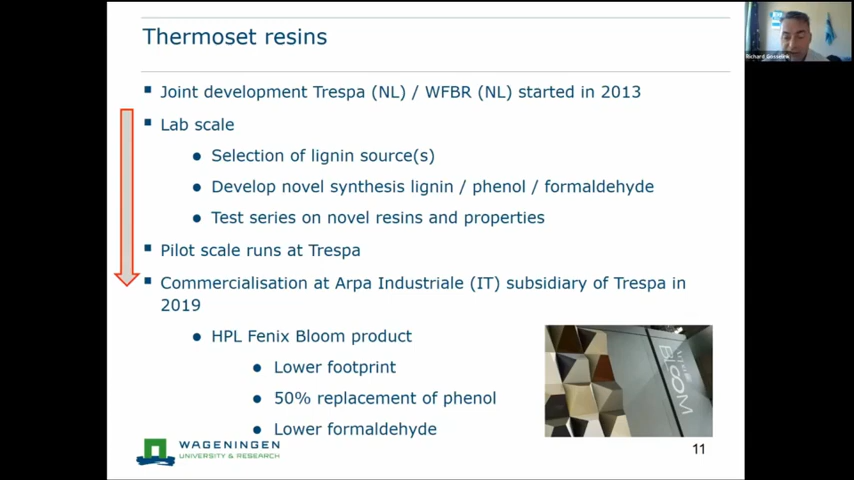 Thermoset resins
Joint development Trespa (NL) / WFBR (NL) started in 2013
Lab scale
Selection of lignin source(s)
Develop novel synthesis lignin / phenol / formaldehyde
Test series on novel resins and properties
Pilot scale runs at Trespa
Commercialisation at Arpa Industriale (IT) subsidiary of Trespa in
2019
HPL Fenix Bloom product
Lower footprint
50% replacement of phenol
Lower formaldehyde
BLOOM
WAGENINGEN
UNIVERSITY & RESEARCH
11
Richard Gosselink